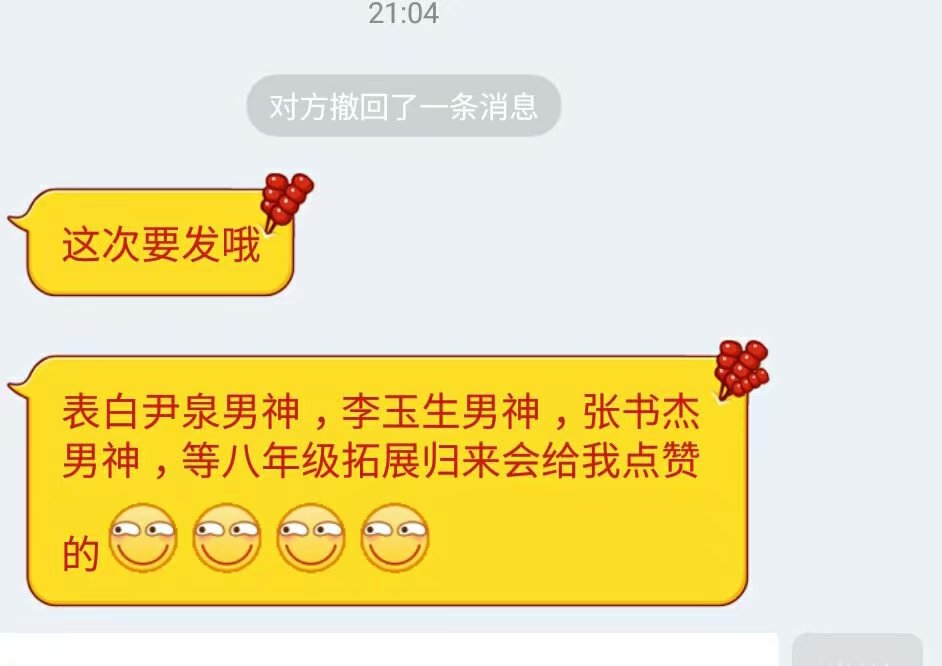 21:04
对方撤回了一条消息
这次要发哦
表白尹泉男神，李玉生男神，张书杰
男神，等八年级拓展归来会给我点赞
的